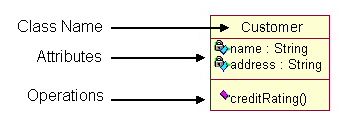 Class Name
Customer
Attributes
name : String
address : String
Operations
creditRating()